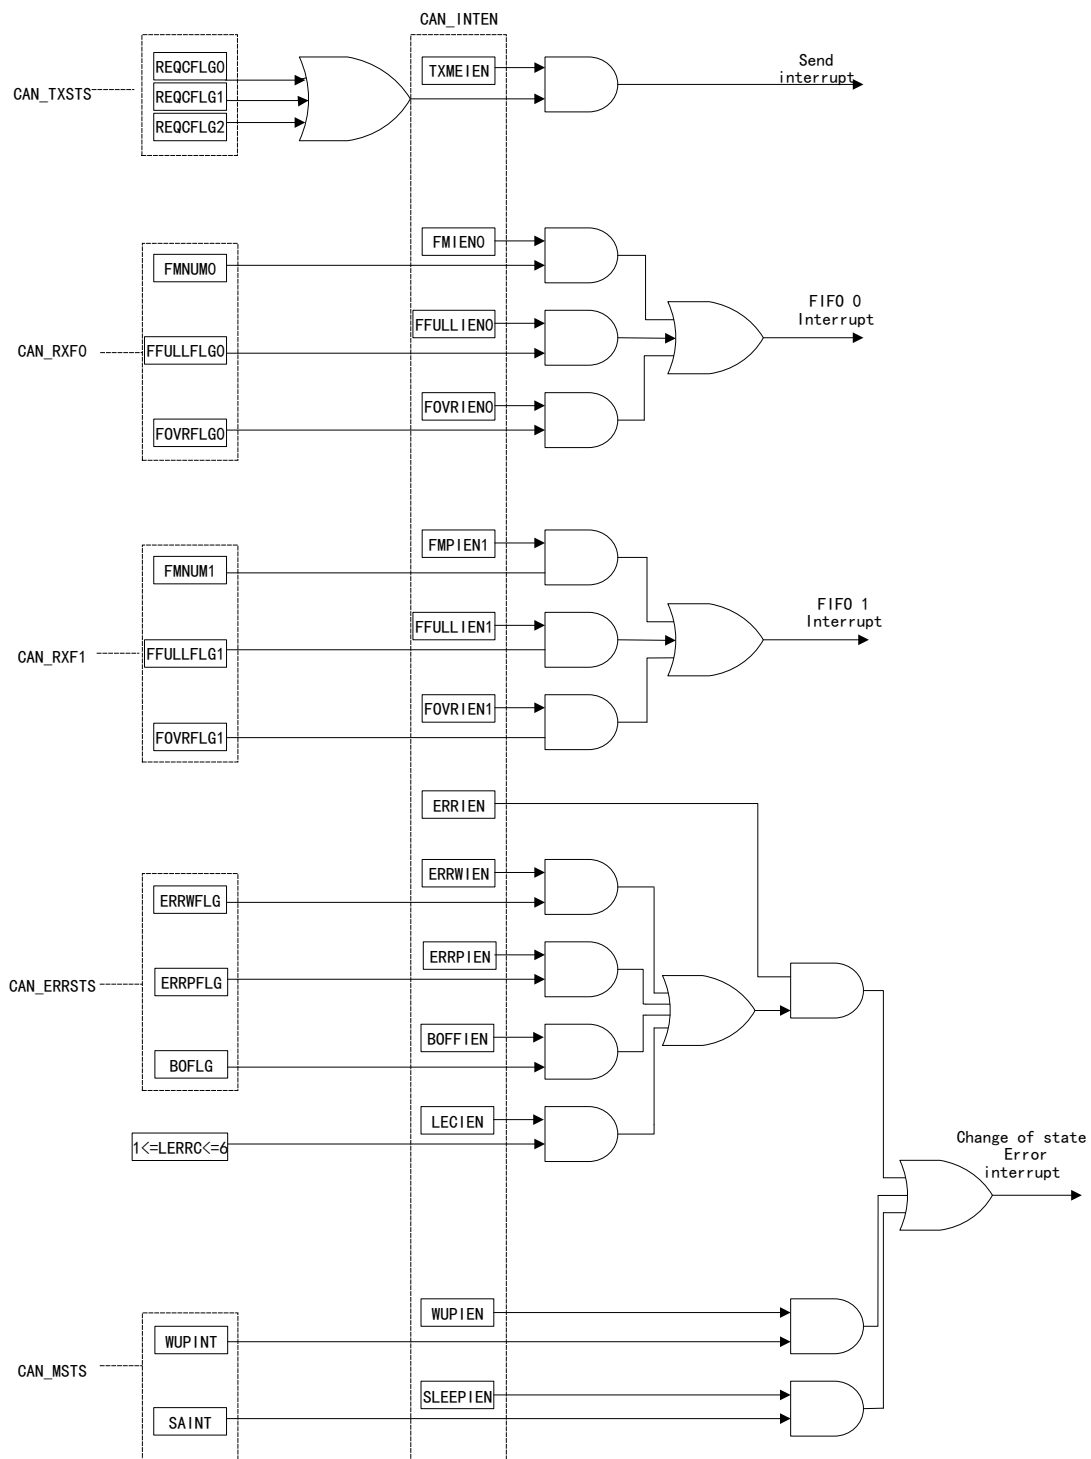 CAN_INTEN
REQCFLG0
REQCFLG1
REQCFLG2
CAN_TXSTS
TXMEIEN
Send
interrupt
FMIEN0
FMNUM0
FFULLIEN0
CAN_RXF0
FFULLFLG0
FOVRIEN0
FOVRFLG0
FIFO 0
Interrupt
FMPIEN1
FMNUM1
FFULLIEN1
CAN_RXF1
FFULLFLG1
FOVRIEN1
FOVRFLG1
FIFO 1
Interrupt
ERRIEN
ERRWIEN
ERRWFLG
ERRPIEN
CAN_ERRSTS
ERRPFLG
BOFFIEN
BOFLG
LECIEN
1<=LERRC<=6
Change of state
Error
interrupt
WUPIEN
WUPINT
CAN_MSTS
SLEEPIEN
SAINT